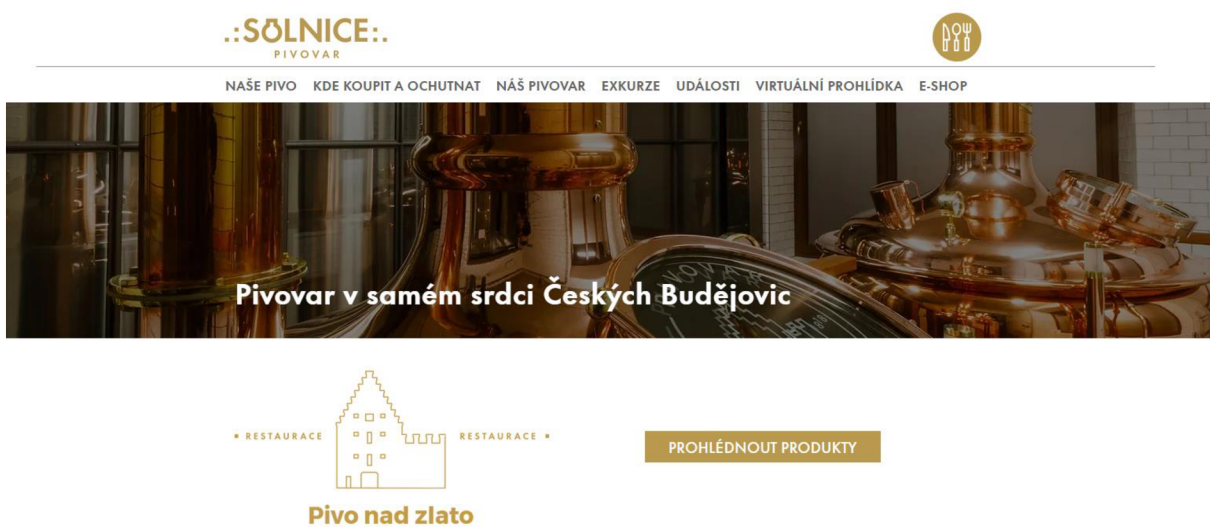 .:SOLNICE:.
PIVOVAR
NAŠE PIVO KDE KOUPIT A OCHUTNAT NÁŠ PIVOVAR EXKURZE UDÁLOSTI VIRTUÁLNÍ PROHLÍDKA E-SHOP
Pivovar v samém srdci Českých Budějovic
▪ RESTAURACE RESTAURACE ▪
PROHLÉDNOUT PRODUKTY
Pivo nad zlato